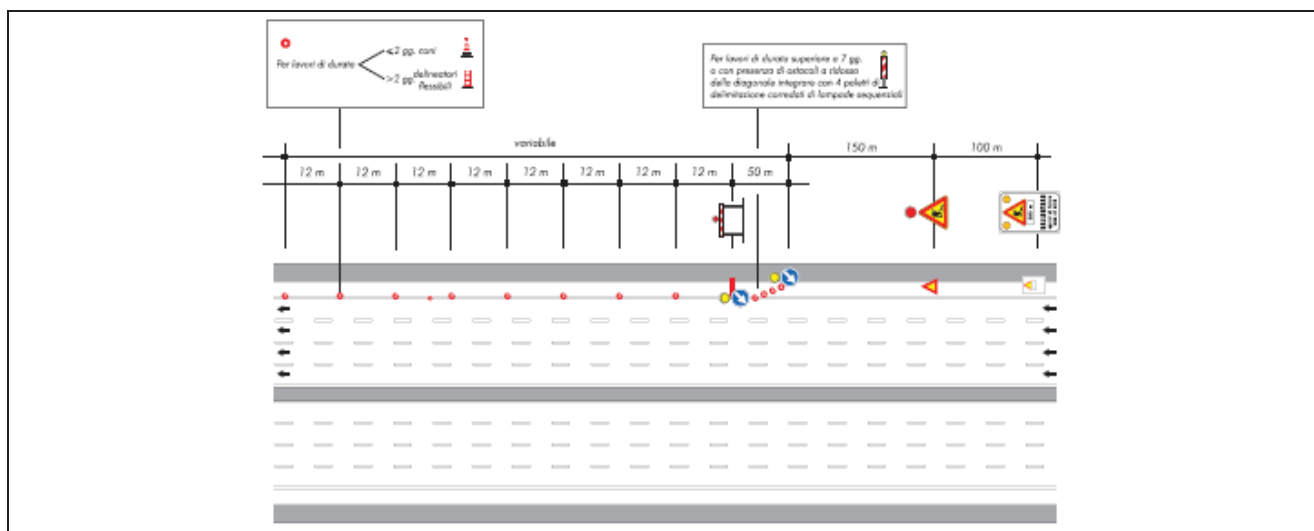 Per lavori di durata
⩽2 gg. coni
>2 gg. delineatori
flessibili
Per lavori di durata superiore a 7 gg.
o con presenza di ostacoli a ridosso
della diagonale integrare con 4 paletti di
delimitazione corredati di lampade sequenziali
variabile
150 m
100 m
12 m
12 m
12 m
12 m
12 m
12 m
12 m
12 m
50 m